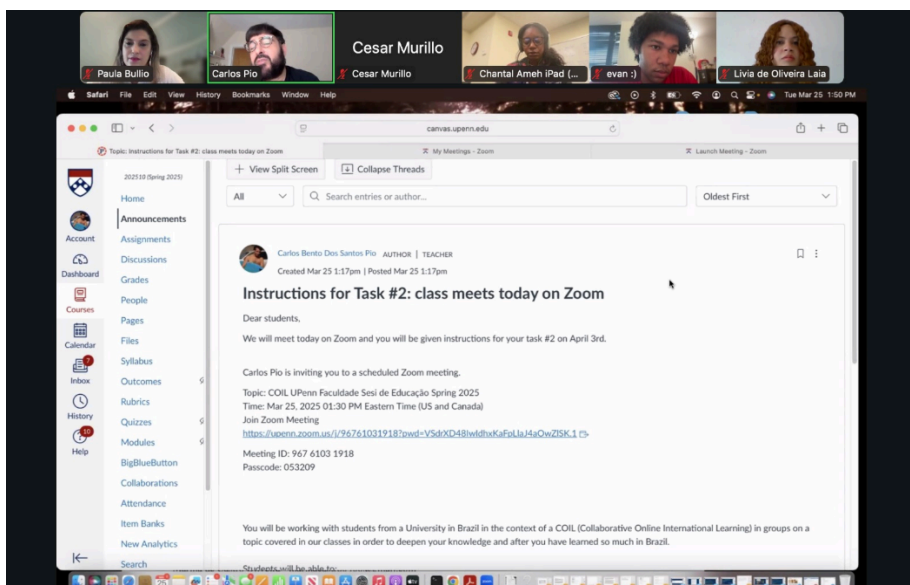 Paula Bullio
Carlos Pio
Cesar Murillo
Cesar Murillo
Chantal Ameh iPad (...
evan :)
Livia de Oliveira Laia
Safari File Edit View History Bookmarks Window Help
Tue Mar 25 1:50 PM
canvas.upenn.edu
Topic: Instructions for Task #2: class meets today on Zoom
My Meetings - Zoom
Launch Meeting - Zoom
202510 (Spring 2025)
Home
Announcements
Assignments
Discussions
Grades
People
Pages
Files
Syllabus
Outcomes
Rubrics
Quizzes
Modules
BigBlueButton
Collaborations
Attendance
Item Banks
New Analytics
Search
Account
Dashboard
Courses
Calendar
7
Inbox
History
10
Help
+ View Split Screen
Collapse Threads
All
Search entries or author...
Oldest First
Carlos Bento Dos Santos Pio AUTHOR | TEACHER
Created Mar 25 1:17pm | Posted Mar 25 1:17pm
Instructions for Task #2: class meets today on Zoom
Dear students,
We will meet today on Zoom and you will be given instructions for your task #2 on April 3rd.
Carlos Pio is inviting you to a scheduled Zoom meeting.
Topic: COIL UPenn Faculdade Sesi de Educação Spring 2025
Time: Mar 25, 2025 01:30 PM Eastern Time (US and Canada)
Join Zoom Meeting
Meeting ID: 967 6103 1918
Passcode: 053209
You will be working with students from a University in Brazil in the context of a COIL (Collaborative Online International Learning) in groups on a
topic covered in our classes in order to deepen your knowledge and after you have learned so much in Brazil.
Students will be able to: